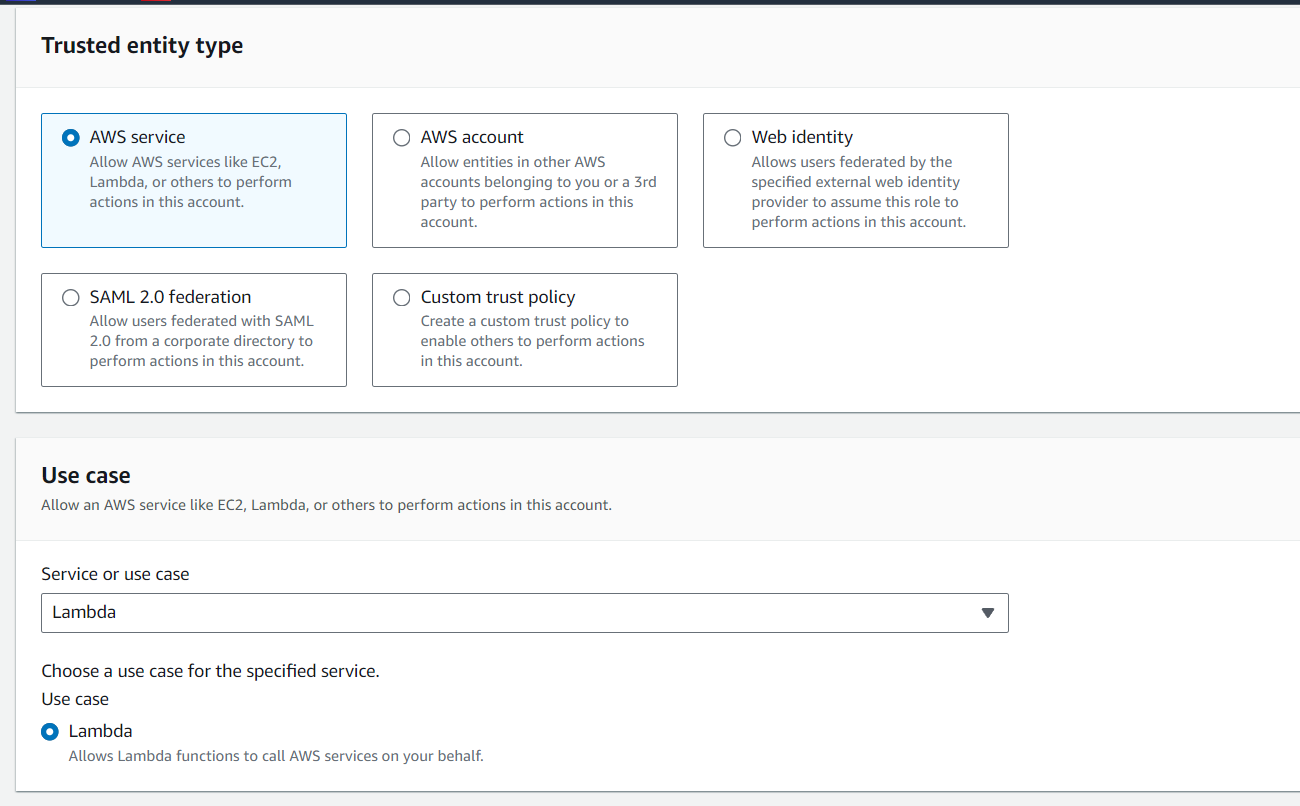 Trusted entity type
AWS service
Allow AWS services like EC2,
Lambda, or others to perform
actions in this account.
AWS account
Allow entities in other AWS
accounts belonging to you or a 3rd
party to perform actions in this
account.
Web identity
Allows users federated by the
specified external web identity
provider to assume this role to
perform actions in this account.
SAML 2.0 federation
Allow users federated with SAML
2.0 from a corporate directory to
perform actions in this account.
Custom trust policy
Create a custom trust policy to
enable others to perform actions
in this account.
Use case
Allow an AWS service like EC2, Lambda, or others to perform actions in this account.
Service or use case
Lambda
Choose a use case for the specified service.
Use case
Lambda
Allows Lambda functions to call AWS services on your behalf.